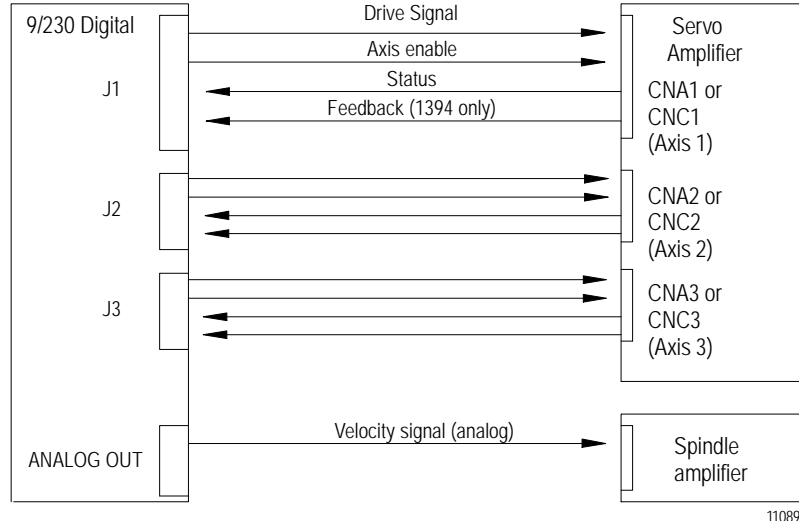 9/230 Digital
Drive Signal
Servo
Amplifier
Axis enable
J1
Status
CNA1 or
CNC1
(Axis 1)
Feedback (1394 only)
J2
CNA2 or
CNC2
(Axis 2)
J3
CNA3 or
CNC3
(Axis 3)
Velocity signal (analog)
ANALOG OUT
Spindle
amplifier
11089